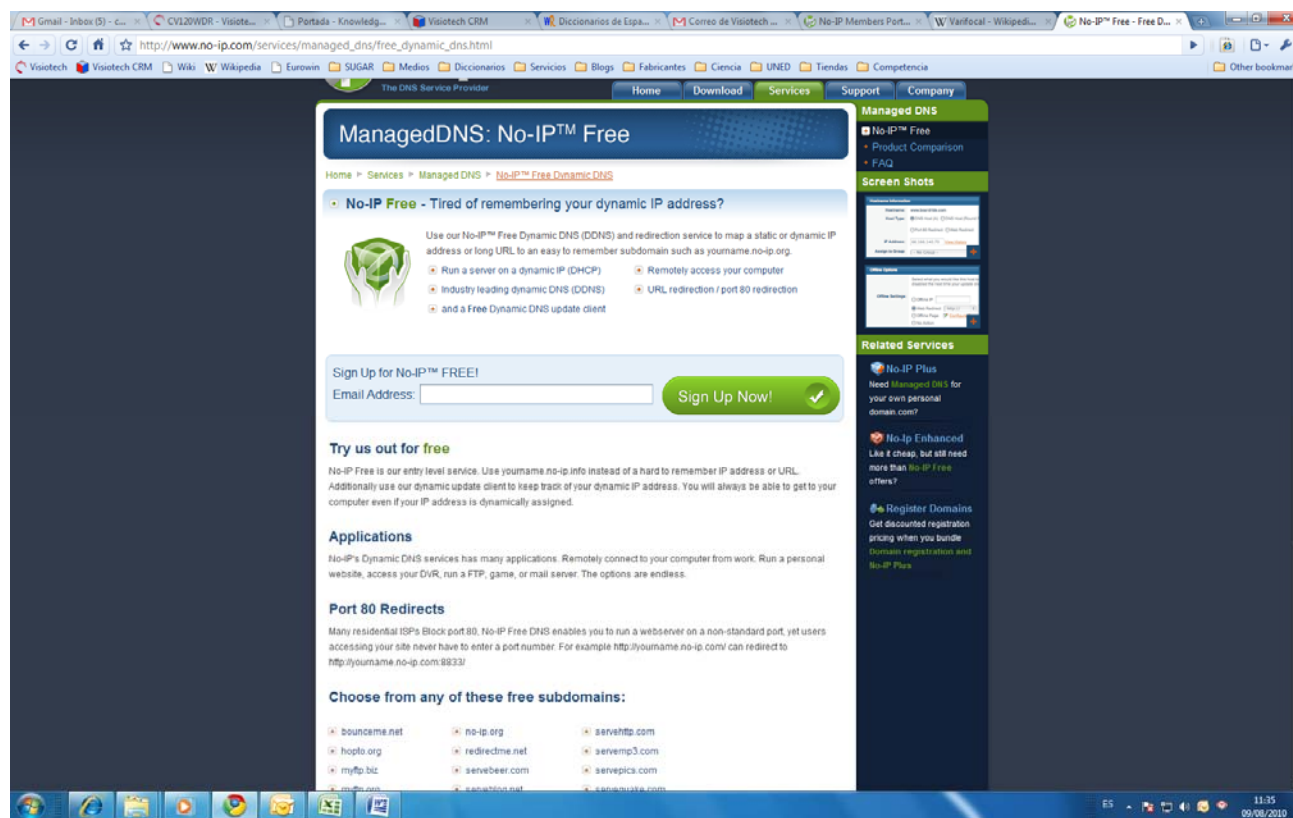 Gmail - Inbox (5) - c...
CV120WDR - Visiote...
Portada - Knowledg...
Visiotech CRM
Diccionarios de Espa...
Correo de Visiotech ...
No-IP Members Port...
Varifocal - Wikipedi...
No-IP™ Free - Free D...
http://www.no-ip.com/services/managed_dns/free_dynamic_dns.html
Visiotech
Visiotech CRM
Wiki
Wikipedia
Eurowin
SUGAR
Medios
Diccionarios
Servicios
Blogs
Fabricantes
Ciencia
UNED
Tiendas
Competencia
Other bookmar
The DNS Service Provider
Home Download Services Support Company
ManagedDNS: No-IP™ Free
Home Services Managed DNS No-IP™ Free Dynamic DNS
No-IP Free - Tired of remembering your dynamic IP address?
Use our No-IP™ Free Dynamic DNS (DDNS) and redirection service to map a static or dynamic IP
address or long URL to an easy to remember subdomain such as yourname.no-ip.org.
Run a server on a dynamic IP (DHCP)
Remotely access your computer
Industry leading dynamic DNS (DDNS)
URL redirection / port 80 redirection
and a Free Dynamic DNS update client
Sign Up for No-IP™ FREE!
Email Address:
Sign Up Now!
Try us out for free
No-IP Free is our entry level service. Use yourname.no-ip.info instead of a hard to remember IP address or URL.
Additionally use our dynamic update client to keep track of your dynamic IP address. You will always be able to get to your
computer even if your IP address is dynamically assigned.
Applications
No-IP's Dynamic DNS services has many applications. Remotely connect to your computer from work. Run a personal
website, access your DVR, run a FTP, game, or mail server. The options are endless.
Port 80 Redirects
Many residential ISPs Block port 80, No-IP Free DNS enables you to run a webserver on a non-standard port, yet users
accessing your site never have to enter a port number. For example http://yourname.no-ip.com/ can redirect to
http://yourname.no-ip.com:8833/
Choose from any of these free subdomains:
bounceme.net
no-ip.org
servehttp.com
hopto.org
redirectme.net
servemp3.com
myftp.biz
servebeer.com
servepics.com
myftp.org
serveblog.net
servequake.com
Managed DNS
No-IP™ Free
Product Comparison
FAQ
Screen Shots
Related Services
No-IP Plus
Need Managed DNS for
your own personal
domain.com?
No-Ip Enhanced
Like it cheap, but still need
more than No-IP Free
offers?
Register Domains
Get discounted registration
pricing when you bundle
Domain registration and
No-IP Plus
ES
11:35
09/08/2010